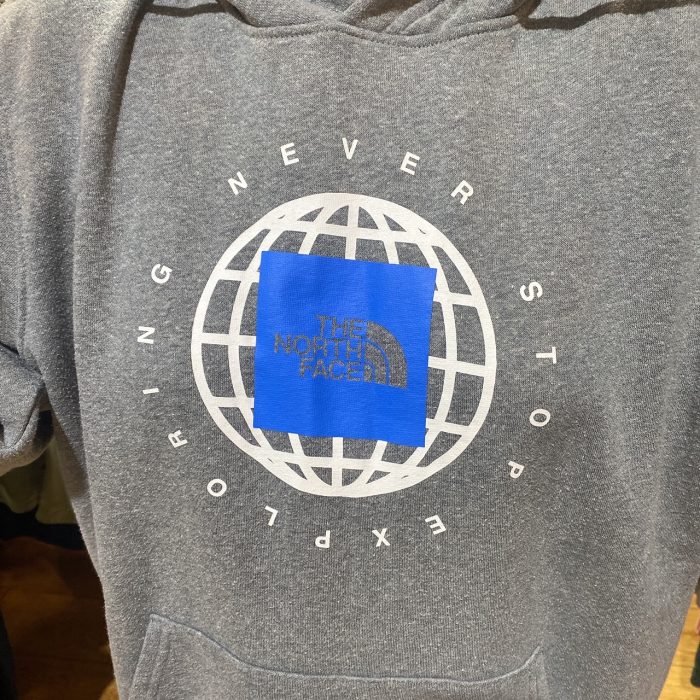 NEVER STOP EXPLORING
THE
NORTH
FACE